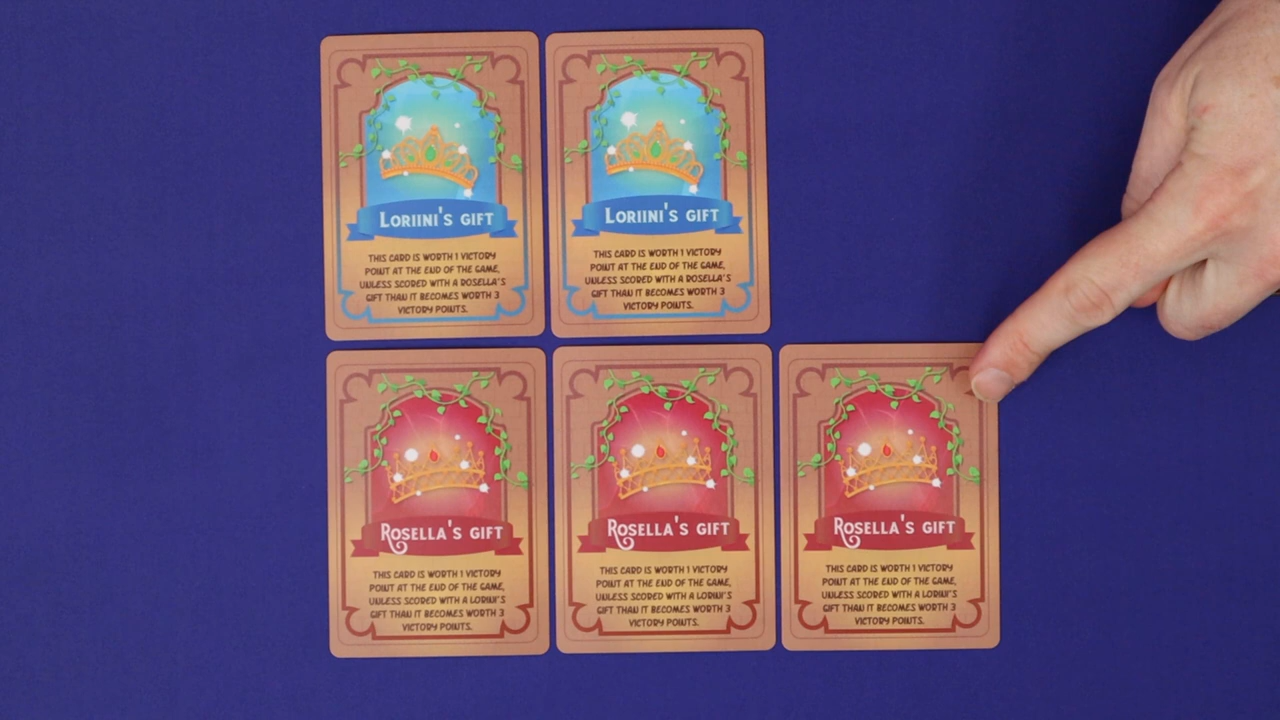 LORIINI'S GIFT
THIS CARD IS WORTH 1 VICTORY
POINT AT THE END OF THE GAME,
UNLESS SCORED WITH A ROSELLA'S
GIFT THAN IT BECOMES WORTH 3
VICTORY POINTS.
LORIINI'S GIFT
THIS CARD IS WORTH 1 VICTORY
POINT AT THE END OF THE GAME,
UNLESS SCORED WITH A ROSELLA'S
GIFT THAN IT BECOMES WORTH 3
VICTORY POINTS.
ROSELLA'S GIFT
THIS CARD IS WORTH 1 VICTORY
POINT AT THE END OF THE GAME,
UNLESS SCORED WITH A LORINI'S
GIFT THAN IT BECOMES WORTH 3
VICTORY POINTS.
ROSELLA'S GIFT
THIS CARD IS WORTH 1 VICTORY
POINT AT THE END OF THE GAME,
UNLESS SCORED WITH A LORINI'S
GIFT THAN IT BECOMES WORTH 3
VICTORY POINTS.
ROSELLA'S GIFT
THIS CARD IS WORTH 1 VICTORY
POINT AT THE END OF THE GAME,
UNLESS SCORED WITH A LORINI'S
GIFT THAN IT BECOMES WORTH 3
VICTORY POINTS.